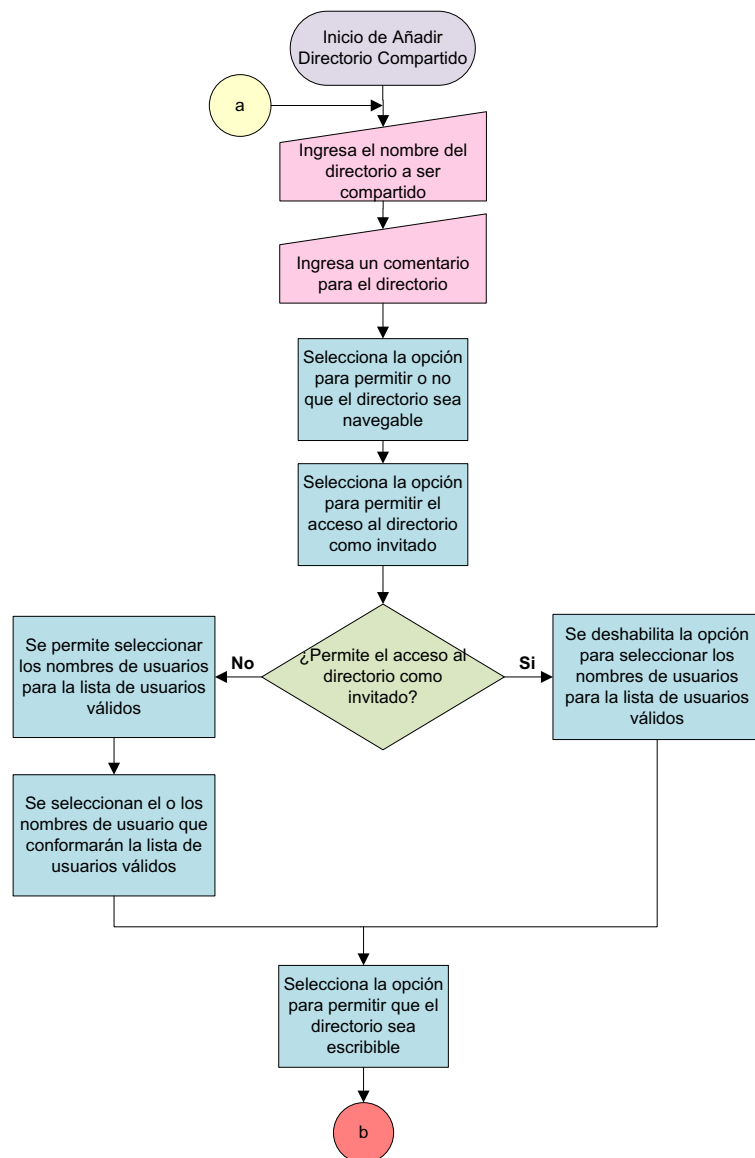 Inicio de Añadir
Directorio Compartido
a
Ingresa el nombre del
directorio a ser
compartido
Ingresa un comentario
para el directorio
Selecciona la opción
para permitir o no
que el directorio sea
navegable
Selecciona la opción
para permitir el
acceso al directorio
como invitado
¿Permite el acceso al
directorio como
invitado?
No
Si
Se permite seleccionar
los nombres de usuarios
para la lista de usuarios
válidos
Se deshabilita la opción
para seleccionar los
nombres de usuarios
para la lista de usuarios
válidos
Se seleccionan el o los
nombres de usuario que
conformarán la lista de
usuarios válidos
Selecciona la opción
para permitir que el
directorio sea
escribible
b